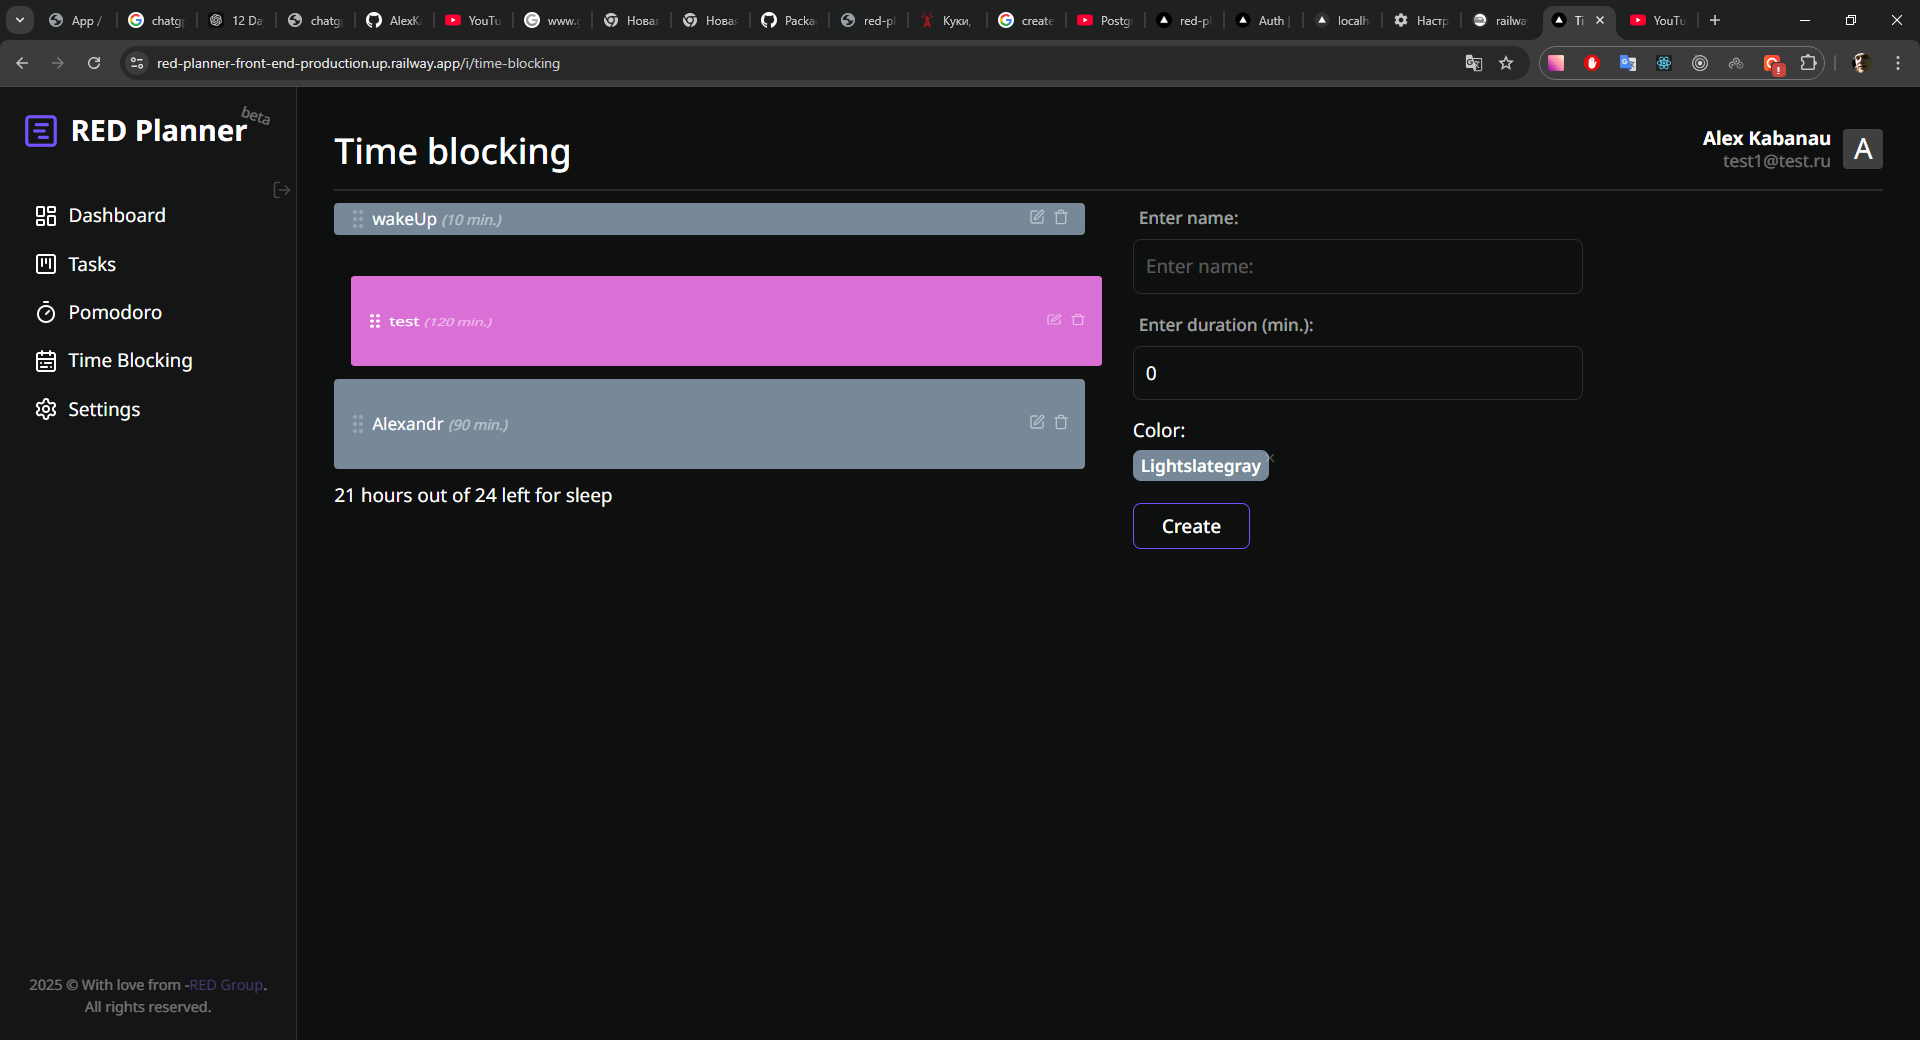 App /
chatg
12 Da
chatg
AlexK
YouTu
www.
Нова
Нова
Packa
red-pl
Куки,
create
Postg
red-pl
Auth
localh
Настр
railwa
Ti
YouTu
red-planner-front-end-production.up.railway.app/i/time-blocking
RED Planner beta
Dashboard
Tasks
Pomodoro
Time Blocking
Settings
2025 © With love from -RED Group.
All rights reserved.
Time blocking
Alex Kabanau
test1@test.ru
A
wakeUp (10 min.)
test (120 min.)
Alexandr (90 min.)
21 hours out of 24 left for sleep
Enter name:
Enter name:
Enter duration (min.):
0
Color:
Lightslategray
Create